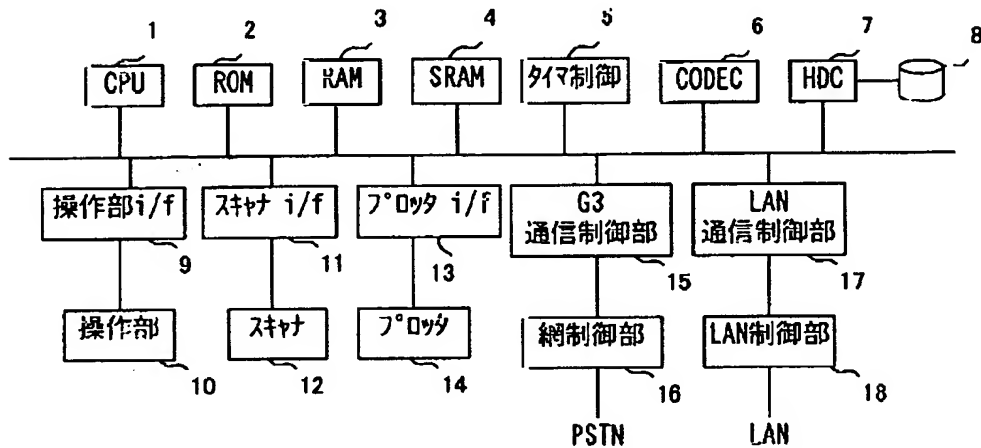 1 2 3 4 5 6 7 8
CPU ROM RAM SRAM タイマ制御 CODEC HDC
操作部i/f スキャナ i/f プロッタ i/f G3 LAN
通信制御部 通信制御部
9 11 13 15 17
操作部 スキャナ プロッタ 網制御部 LAN制御部
10 12 14 16 18
PSTN LAN